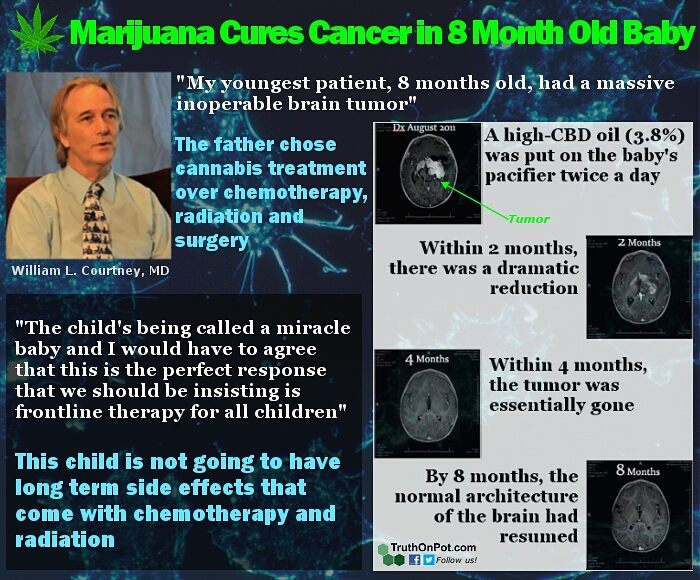 Marijuana Cures Cancer in 8 Month Old Baby
"My youngest patient, 8 months old, had a massive
inoperable brain tumor"
The father chose
cannabis treatment
over chemotherapy,
radiation and
surgery
William L. Courtney, MD
Dx August 2011
A high-CBD oil (3.8%)
was put on the baby's
pacifier twice a day
Tumor
Within 2 months,
there was a dramatic
reduction
2 Months
4 Months
Within 4 months,
the tumor was
essentially gone
By 8 months, the
normal architecture
of the brain had
resumed
8 Months
"The child's being called a miracle
baby and I would have to agree
that this is the perfect response
that we should be insisting is
frontline therapy for all children"
This child is not going to have
long term side effects that
come with chemotherapy and
radiation
TruthOnPot.com
Follow us!